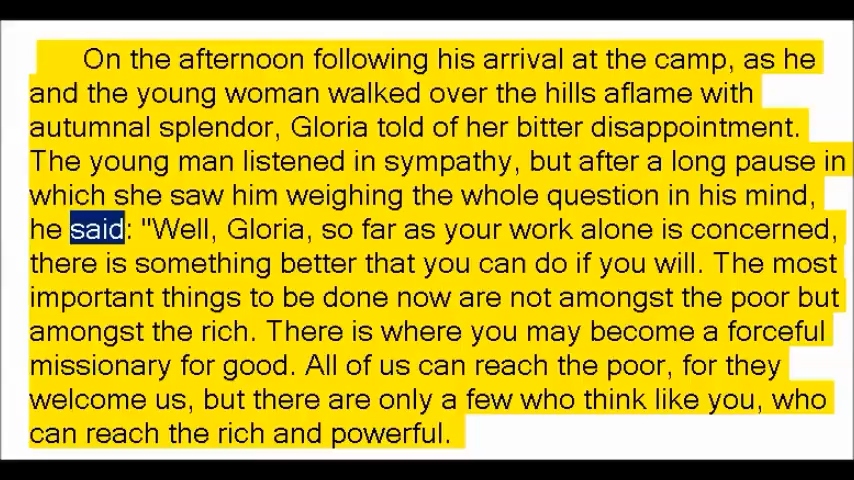 On the afternoon following his arrival at the camp, as he
and the young woman walked over the hills aflame with
autumnal splendor, Gloria told of her bitter disappointment.
The young man listened in sympathy, but after a long pause in
which she saw him weighing the whole question in his mind,
he said: "Well, Gloria, so far as your work alone is concerned,
there is something better that you can do if you will. The most
important things to be done now are not amongst the poor but
amongst the rich. There is where you may become a forceful
missionary for good. All of us can reach the poor, for they
welcome us, but there are only a few who think like you, who
can reach the rich and powerful.